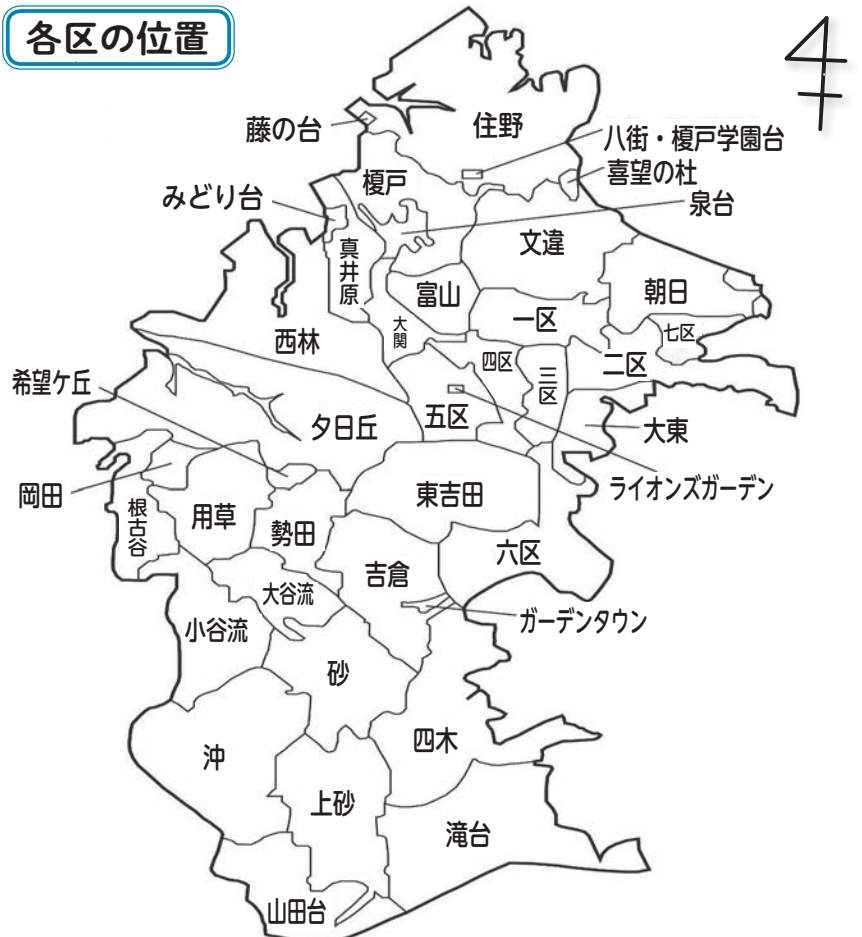 各区の位置
住野
藤の台
八街・榎戸学園台
喜望の杜
榎戸
みどり台
泉台
文違
真井原
富山
朝日
一区
大関
七区
西林
四区
二区
三区
希望ケ丘
五区
夕日丘
大東
ライオンズガーデン
岡田
東吉田
根古谷
用草
勢田
六区
吉倉
大谷流
ガーデンタウン
小谷流
砂
四木
沖
上砂
滝台
山田台